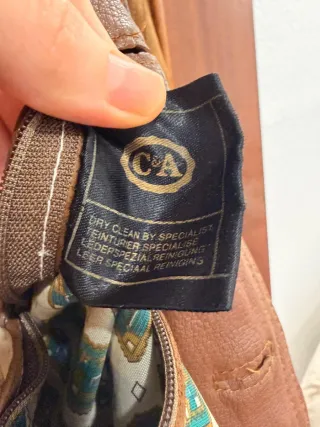 C&A
DRY CLEAN BY SPECIALIST
TEINTURIER SPECIALISE
LEDERSPEZIALREINIGUNG
LEER SPECIAAL REINIGING